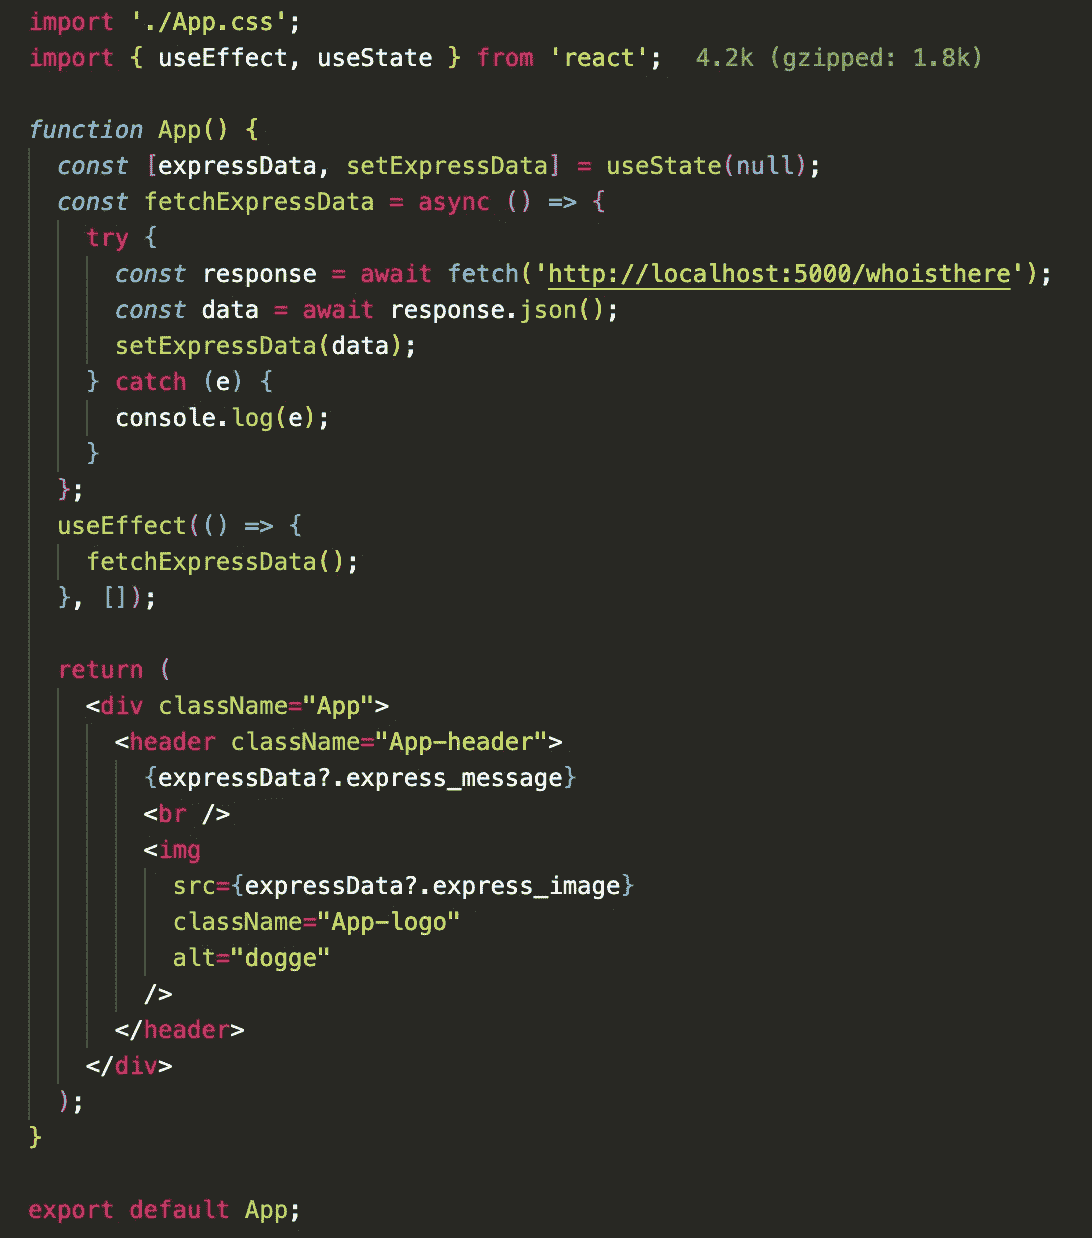 import './App.css';
import { useEffect, useState } from 'react';  4.2k (gzipped: 1.8k)

function App() {
  const [expressData, setExpressData] = useState(null);
  const fetchExpressData = async () => {
    try {
      const response = await fetch('http://localhost:5000/whoisthere');
      const data = await response.json();
      setExpressData(data);
    } catch (e) {
      console.log(e);
    }
  };
  useEffect(() => {
    fetchExpressData();
  }, []);

  return (
    <div className="App">
      <header className="App-header">
        {expressData?.express_message}
        <br />
        <img
          src={expressData?.express_image}
          className="App-logo"
          alt="dogge"
        />
      </header>
    </div>
  );
}

export default App;